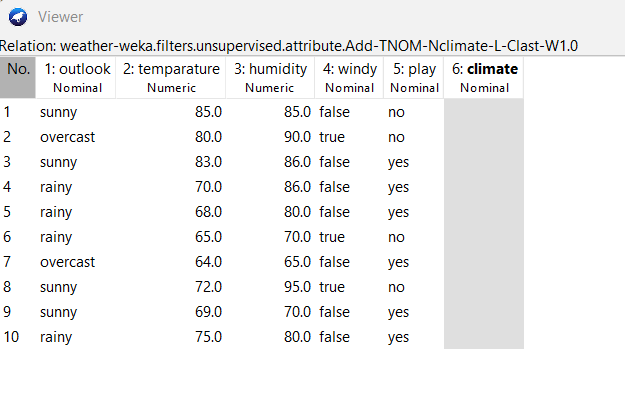 Viewer
Relation: weather-weka.filters.unsupervised.attribute.Add-TNOM-Nclimate-L-Clast-W1.0
No. 1: outlook 2: temparature 3: humidity 4: windy 5: play 6: climate
Nominal Numeric Numeric Nominal Nominal Nominal
1 sunny 85.0 85.0 false no
2 overcast 80.0 90.0 true no
3 sunny 83.0 86.0 false yes
4 rainy 70.0 86.0 false yes
5 rainy 68.0 80.0 false yes
6 rainy 65.0 70.0 true no
7 overcast 64.0 65.0 false yes
8 sunny 72.0 95.0 true no
9 sunny 69.0 70.0 false yes
10 rainy 75.0 80.0 false yes